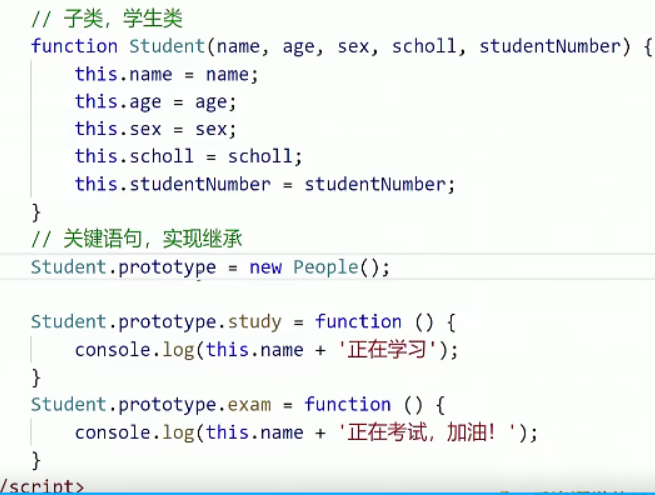 // 子类，学生类
function Student(name, age, sex, scholl, studentNumber) {
this.name = name;
this.age = age;
this.sex = sex;
this.scholl = scholl;
this.studentNumber = studentNumber;
}
// 关键语句，实现继承
Student.prototype = new People();
Student.prototype.study = function () {
console.log(this.name + '正在学习');
}
Student.prototype.exam = function () {
console.log(this.name + '正在考试，加油！');
}
/script>